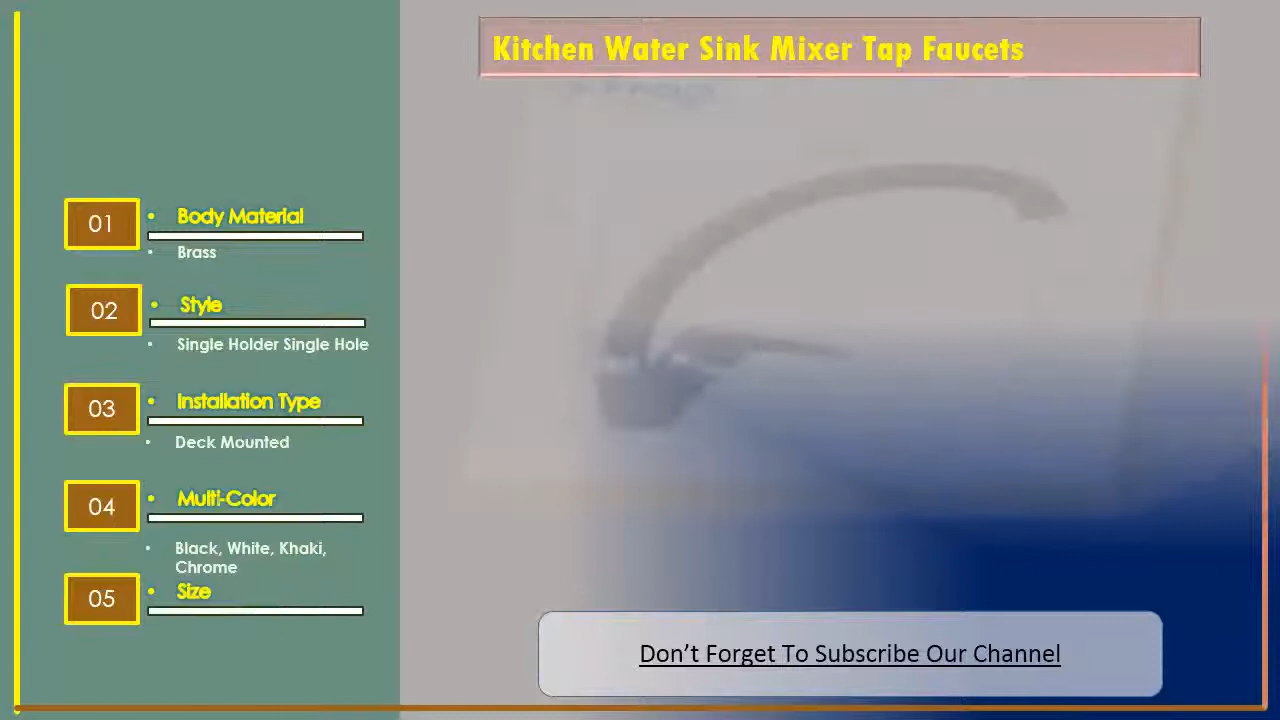 Kitchen Water Sink Mixer Tap Faucets
01
• Body Material
• Brass
02
• Style
• Single Holder Single Hole
03
• Installation Type
• Deck Mounted
04
• Multi-Color
• Black, White, Khaki,
Chrome
05
• Size
Don’t Forget To Subscribe Our Channel